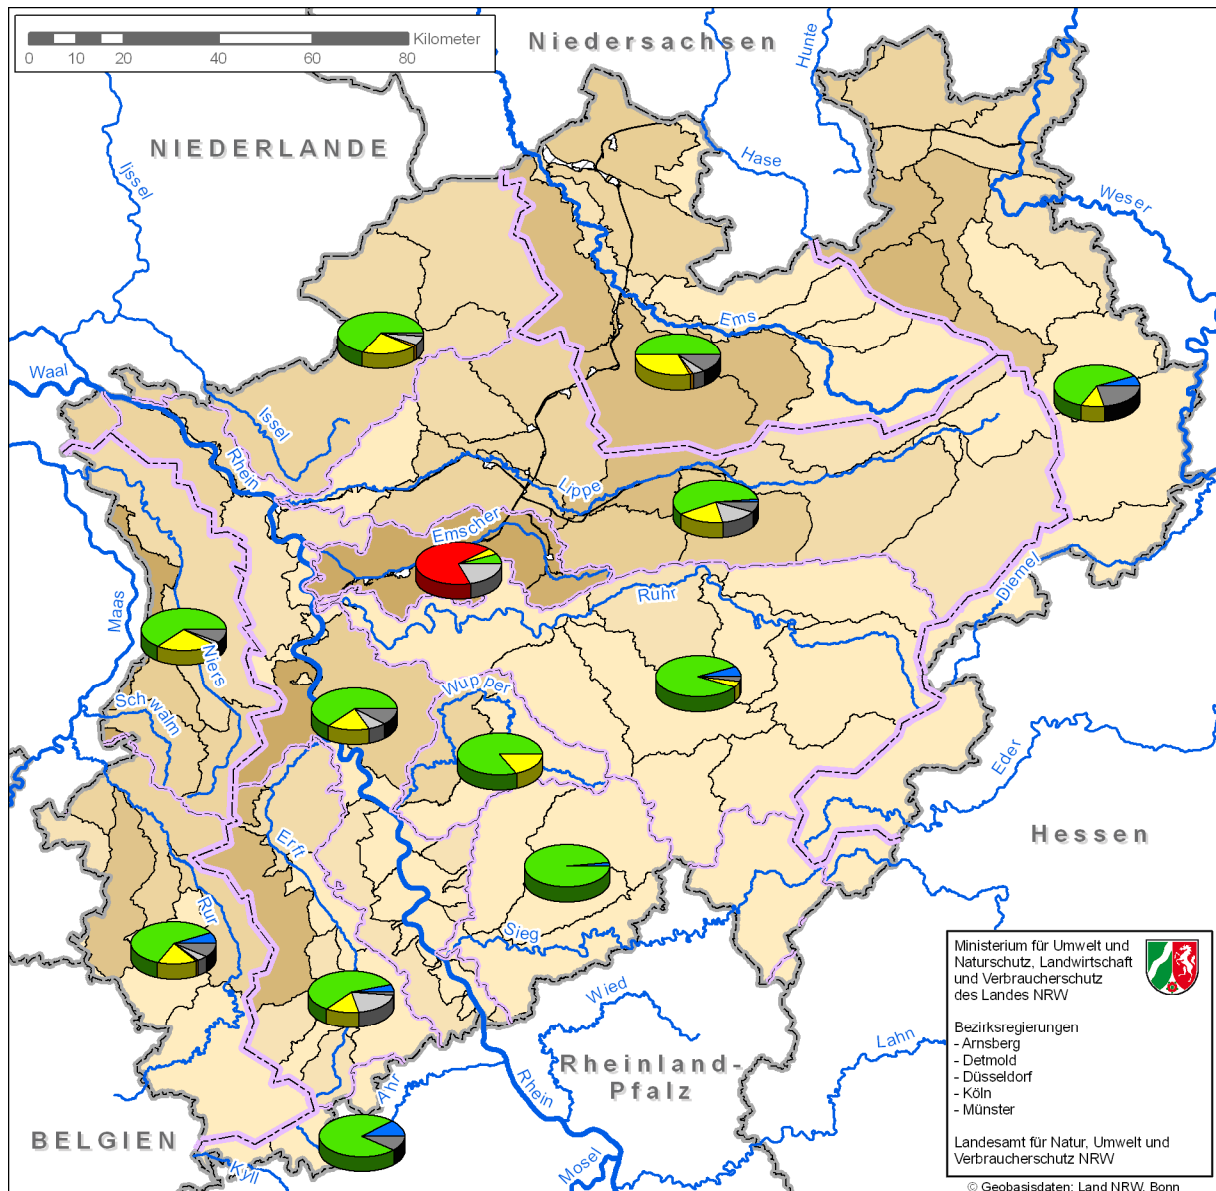 Kilometer
0 10 20 40 60 80
Niedersachsen
Hunte
NIEDERLANDE
Ijssel
Hase
Weser
Ems
Waal
Issel
Rhein
Lippe
Emscher
Maas
Ruhr
Diemel
Niers
Schwalm
Wupper
Eder
Erft
Hessen
Rur
Sieg
Wied
Lahn
Rheinland-
Pfalz
Rhein
Ahr
BELGIEN
Kyll
Mosel
Ministerium für Umwelt und
Naturschutz, Landwirtschaft
und Verbraucherschutz
des Landes NRW
Bezirksregierungen
- Arnsberg
- Detmold
- Düsseldorf
- Köln
- Münster
Landesamt für Natur, Umwelt und
Verbraucherschutz NRW
© Geobasisdaten: Land NRW, Bonn